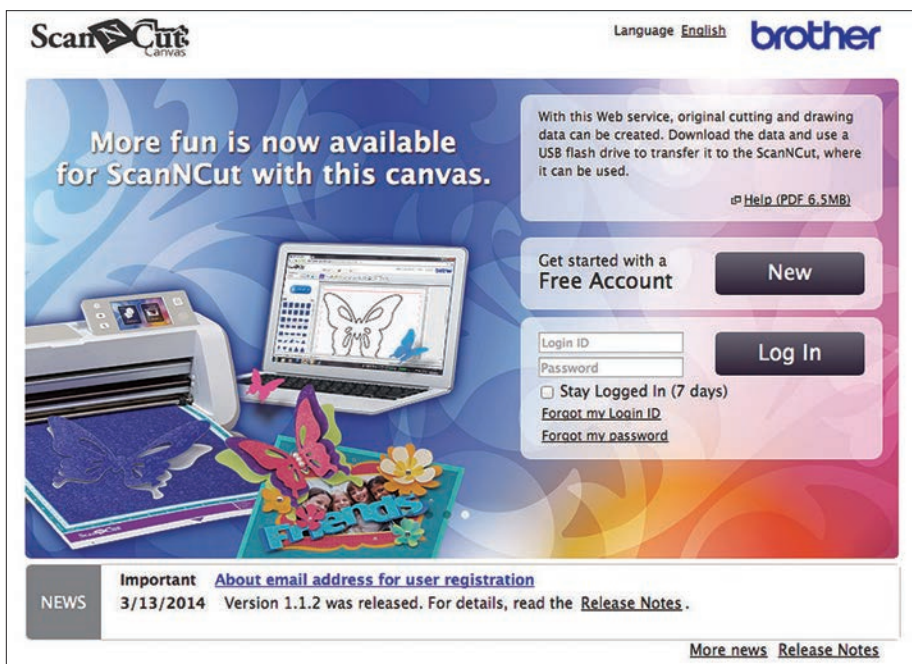 ScanNCut
Canvas
Language English
brother
More fun is now available
for ScanNCut with this canvas.
With this Web service, original cutting and drawing
data can be created. Download the data and use a
USB flash drive to transfer it to the ScanNCut, where
it can be used.
Help (PDF 6.5MB)
Get started with a
Free Account
New
Login ID
Password
Log In
Stay Logged In (7 days)
Forgot my Login ID
Forgot my password
Friends
ScanNCut
NEWS
Important About email address for user registration
3/13/2014 Version 1.1.2 was released. For details, read the Release Notes.
More news Release Notes